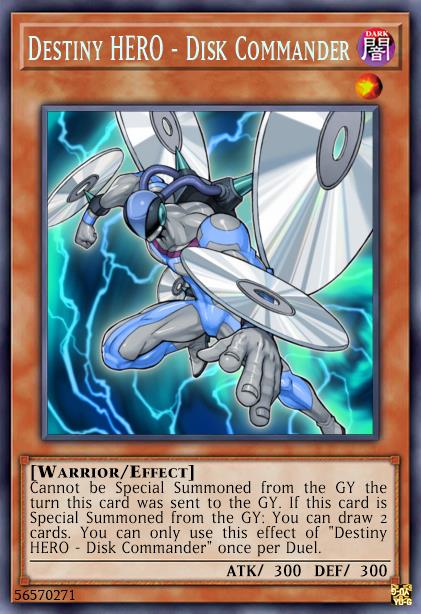 Destiny HERO - Disk Commander
DARK
闇
[Warrior/Effect]
Cannot be Special Summoned from the GY the
turn this card was sent to the GY. If this card is
Special Summoned from the GY: You can draw 2
cards. You can only use this effect of "Destiny
HERO - Disk Commander" once per Duel.
ATK/ 300 DEF/ 300
56570271